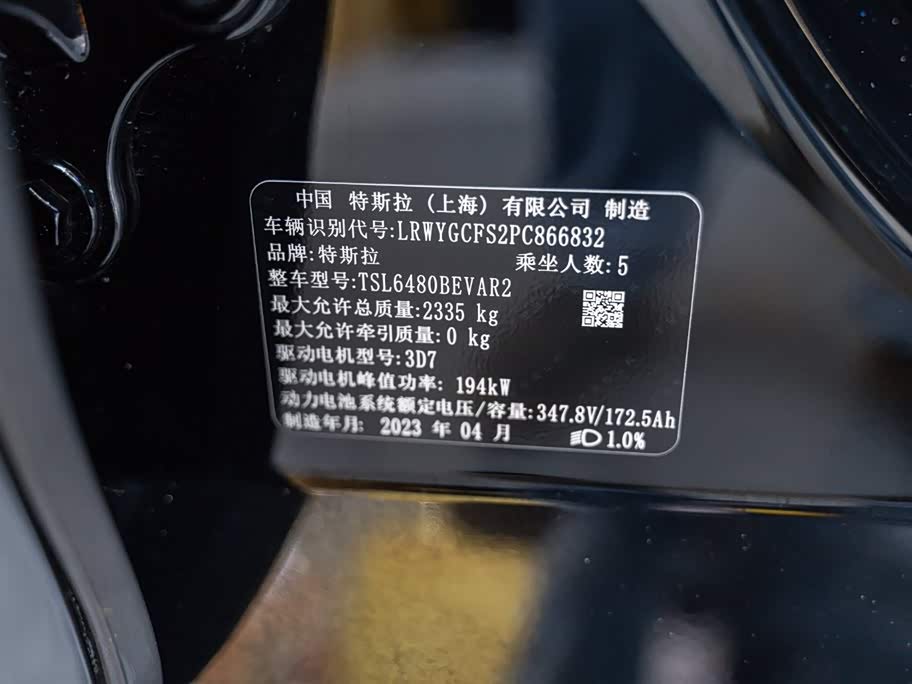 中国 特斯拉 (上海) 有限公司 制造
车辆识别代号:LRWYGCFS2PC866832
品牌:特斯拉 乘坐人数:5
整车型号:TSL6480BEVAR2
最大允许总质量:2335 kg
最大允许牵引质量:0 kg
驱动电机型号:3D7
驱动电机峰值功率: 194kW
动力电池系统额定电压/容量:347.8V/172.5Ah
制造年月: 2023 年 04 月 1.0%